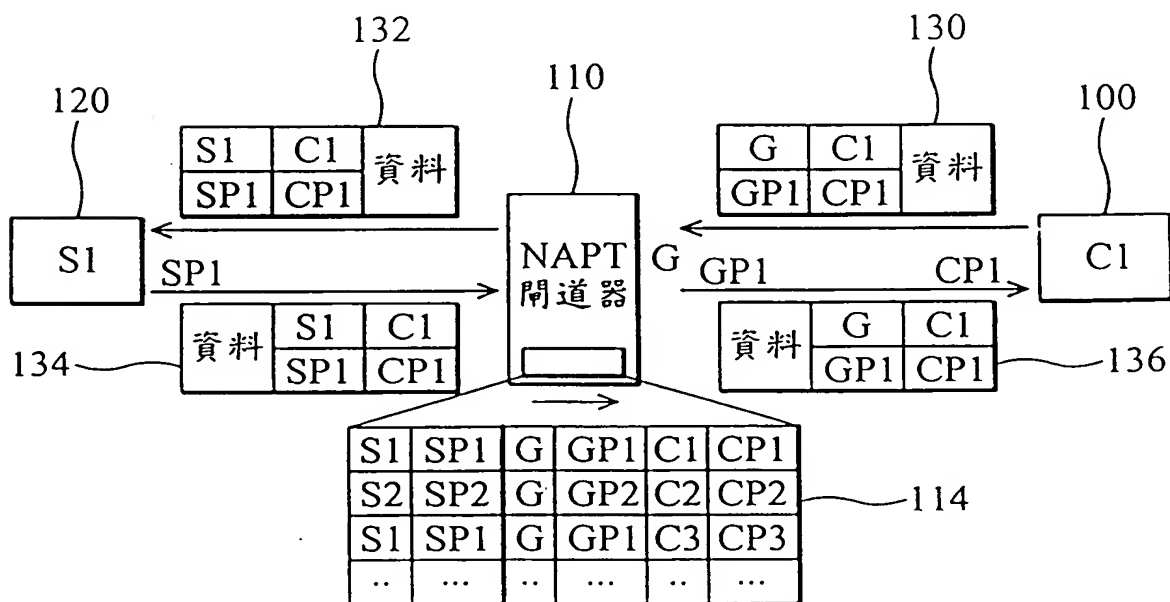 132
130
110
120
100
S1 C1 資料
SP1 CP1
G C1 資料
GP1 CP1
S1
NAPT
閘道器
C1
SP1
G GP1
CP1
資料 S1 C1
SP1 CP1
134
資料 G C1
GP1 CP1
136
S1 SP1 G GP1 C1 CP1
S2 SP2 G GP2 C2 CP2
S1 SP1 G GP1 C3 CP3
.. ... .. ... .. ...
114